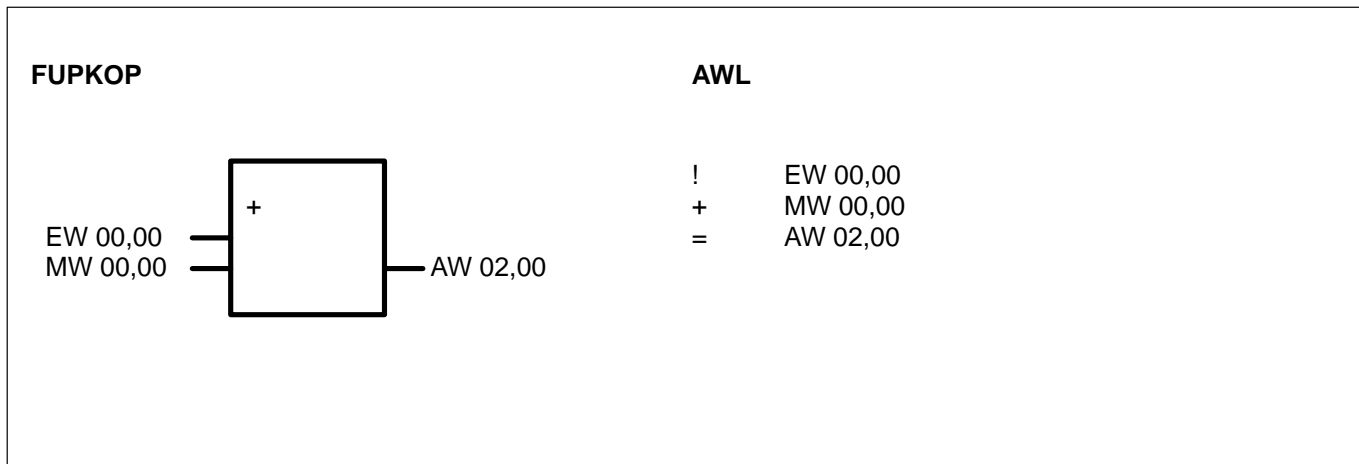 FUPKOP
AWL
+
EW 00,00
MW 00,00
AW 02,00
! EW 00,00
+ MW 00,00
= AW 02,00